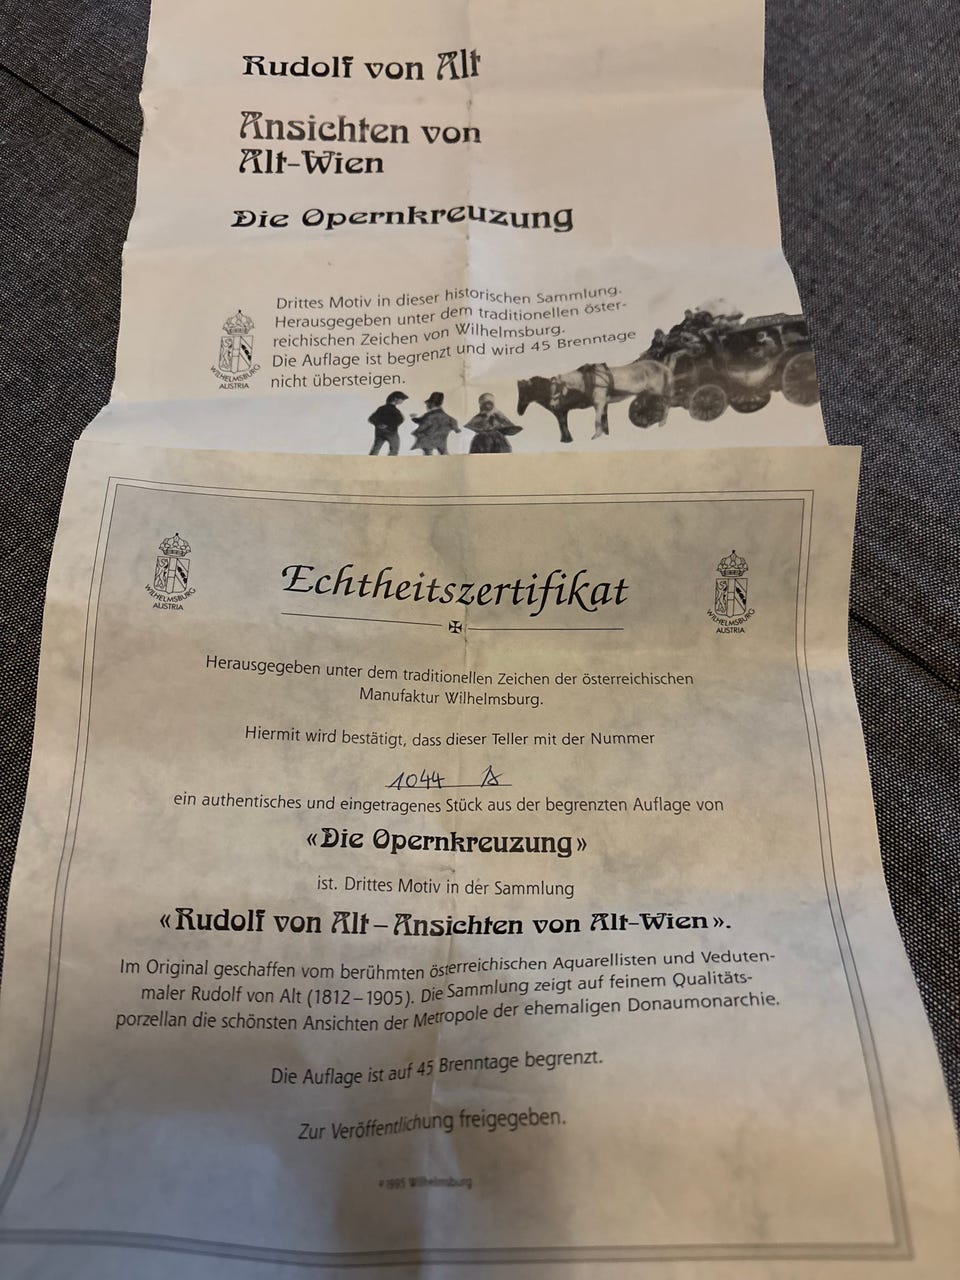 Rudolf von Alt
Ansichten von
Alt-Wien
Die Opernkreuzung
Drittes Motiv in dieser historischen Sammlung.
Herausgegeben unter dem traditionellen öster-
reichischen Zeichen von Wilhelmsburg.
Die Auflage ist begrenzt und wird 45 Brenntage
nicht übersteigen.
WILHELMSBURG
AUSTRIA
WILHELMSBURG
AUSTRIA
Echtheitszertifikat
WILHELMSBURG
AUSTRIA
Herausgegeben unter dem traditionellen Zeichen der österreichischen
Manufaktur Wilhelmsburg.
Hiermit wird bestätigt, dass dieser Teller mit der Nummer
1044 A
ein authentisches und eingetragenes Stück aus der begrenzten Auflage von
«Die Opernkreuzung»
ist. Drittes Motiv in der Sammlung
«Rudolf von Alt – Ansichten von Alt-Wien».
Im Original geschaffen vom berühmten österreichischen Aquarellisten und Veduten-
maler Rudolf von Alt (1812–1905). Die Sammlung zeigt auf feinem Qualitäts-
porzellan die schönsten Ansichten der Metropole der ehemaligen Donaumonarchie.
Die Auflage ist auf 45 Brenntage begrenzt.
Zur Veröffentlichung freigegeben.
©1995 Wilhelmsburg